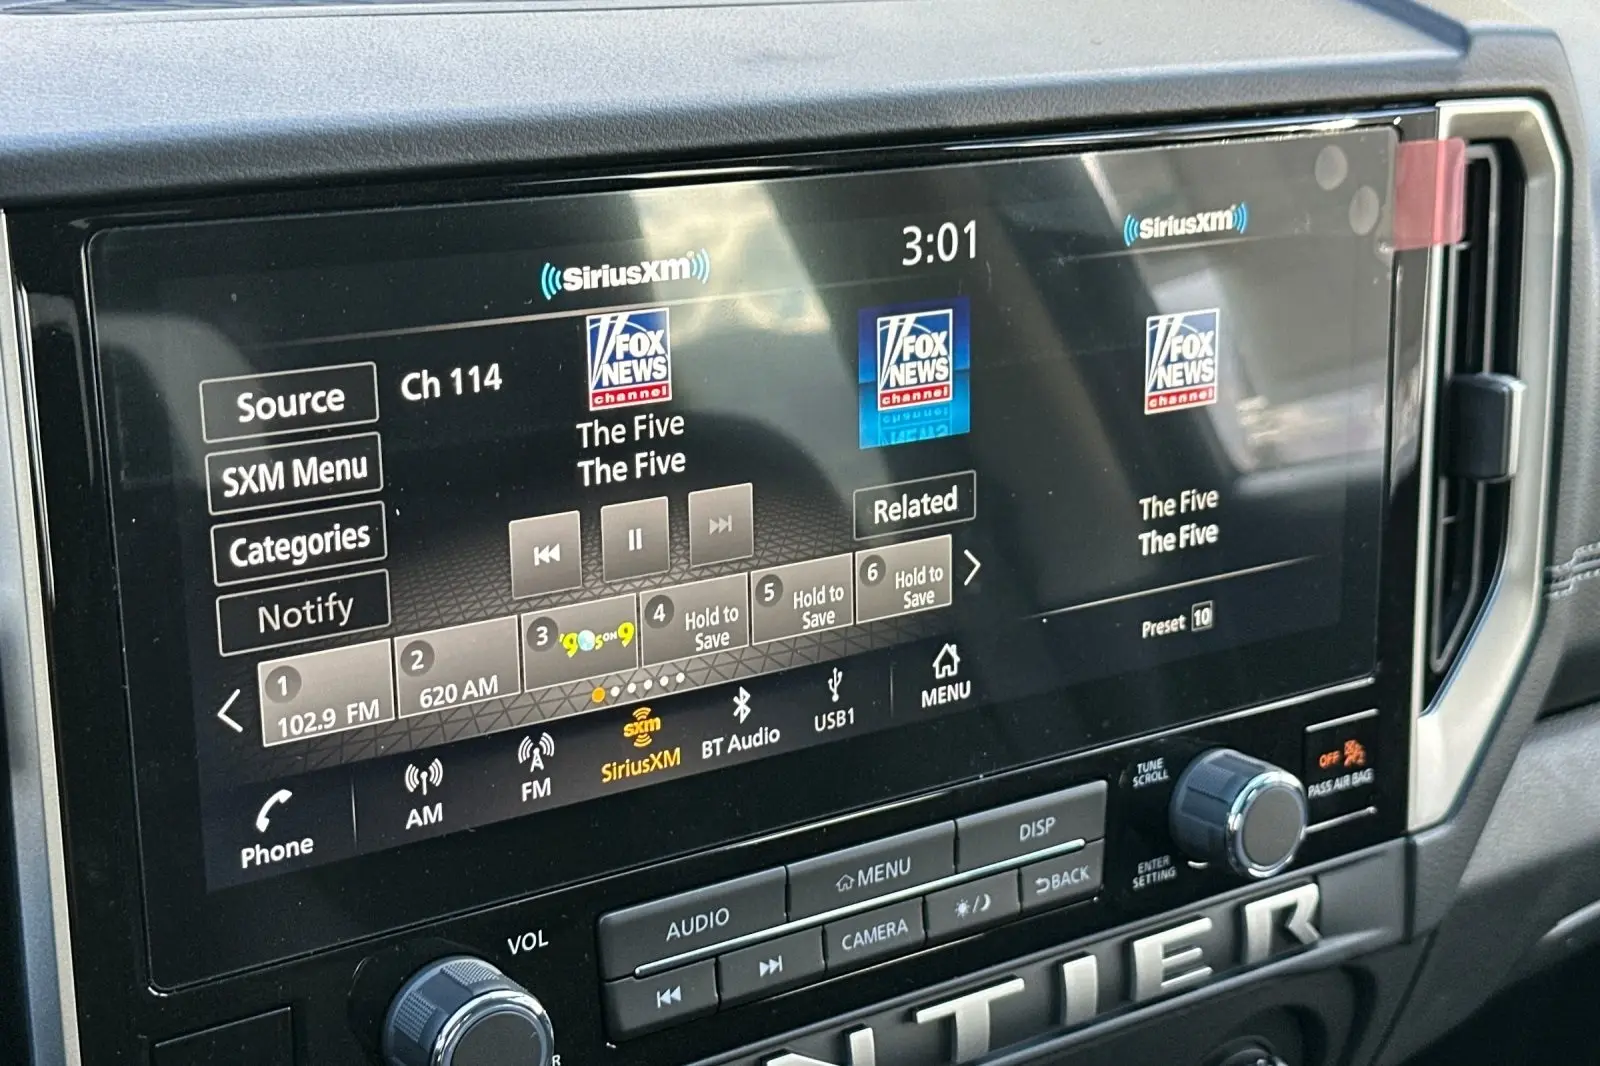 SiriusXM
3:01
SiriusXM
Source
Ch 114
FOX
NEWS
channel
FOX
NEWS
channel
FOX
NEWS
channel
The Five
The Five
SXM Menu
Categories
Notify
Related
The Five
The Five
Preset 10
1
102.9 FM
2
620 AM
3
'90s ON 9
4
Hold to
Save
5
Hold to
Save
6
Hold to
Save
Phone
AM
FM
sxm
SiriusXM
BT Audio
USB1
MENU
TUNE
SCROLL
OFF
PASS AIR BAG
ENTER
SETTING
VOL
AUDIO
MENU
DISP
CAMERA
BACK
NTIER